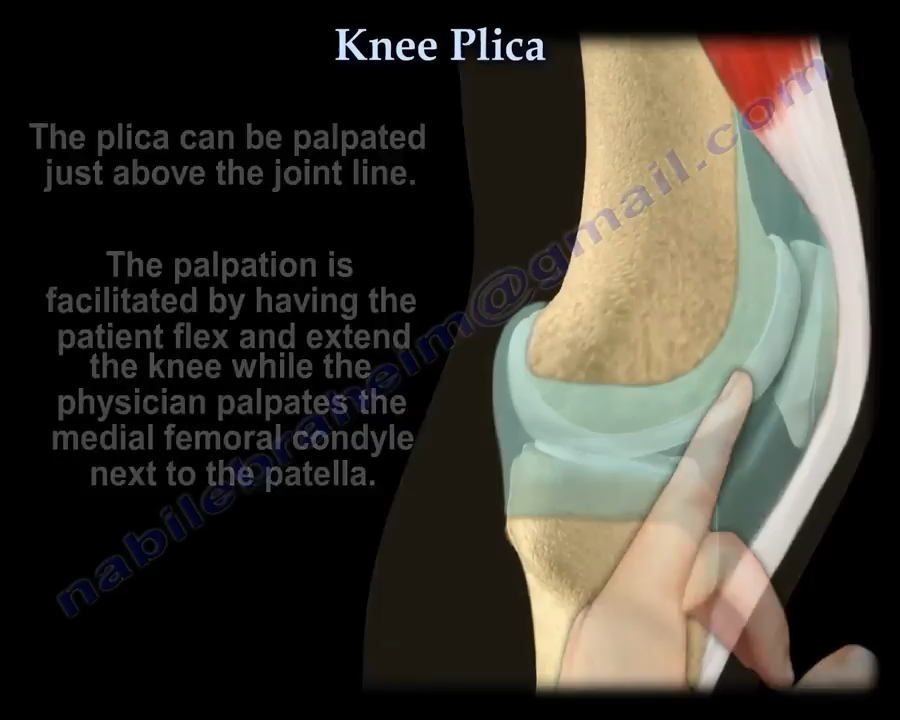 Knee Plica
The plica can be palpated
just above the joint line.
The palpation is
facilitated by having the
patient flex and extend
the knee while the
physician palpates the
medial femoral condyle
next to the patella.
nabilebraheim@gmail.com